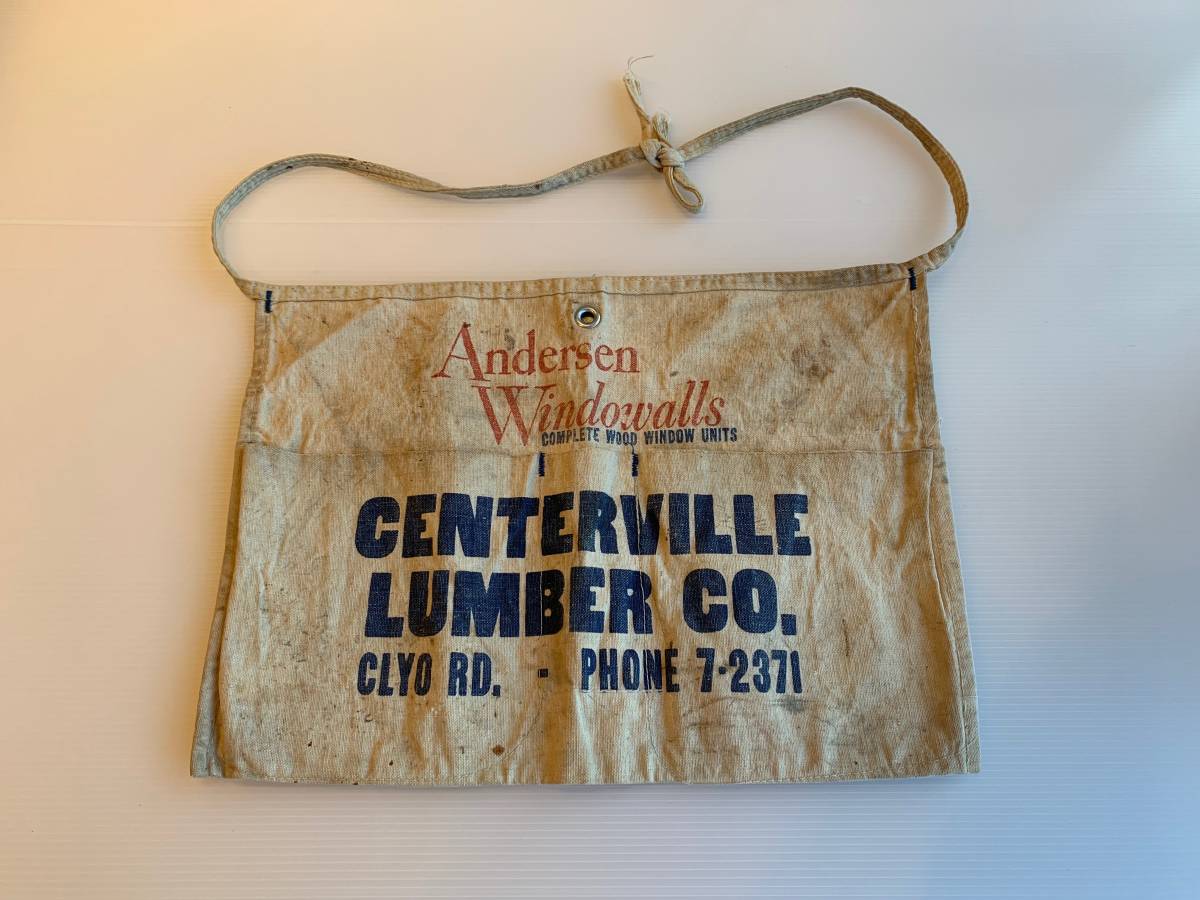 Andersen
Windowalls
COMPLETE WOOD WINDOW UNITS
CENTERVILLE
LUMBER CO.
CLYO RD. - PHONE 7-2371